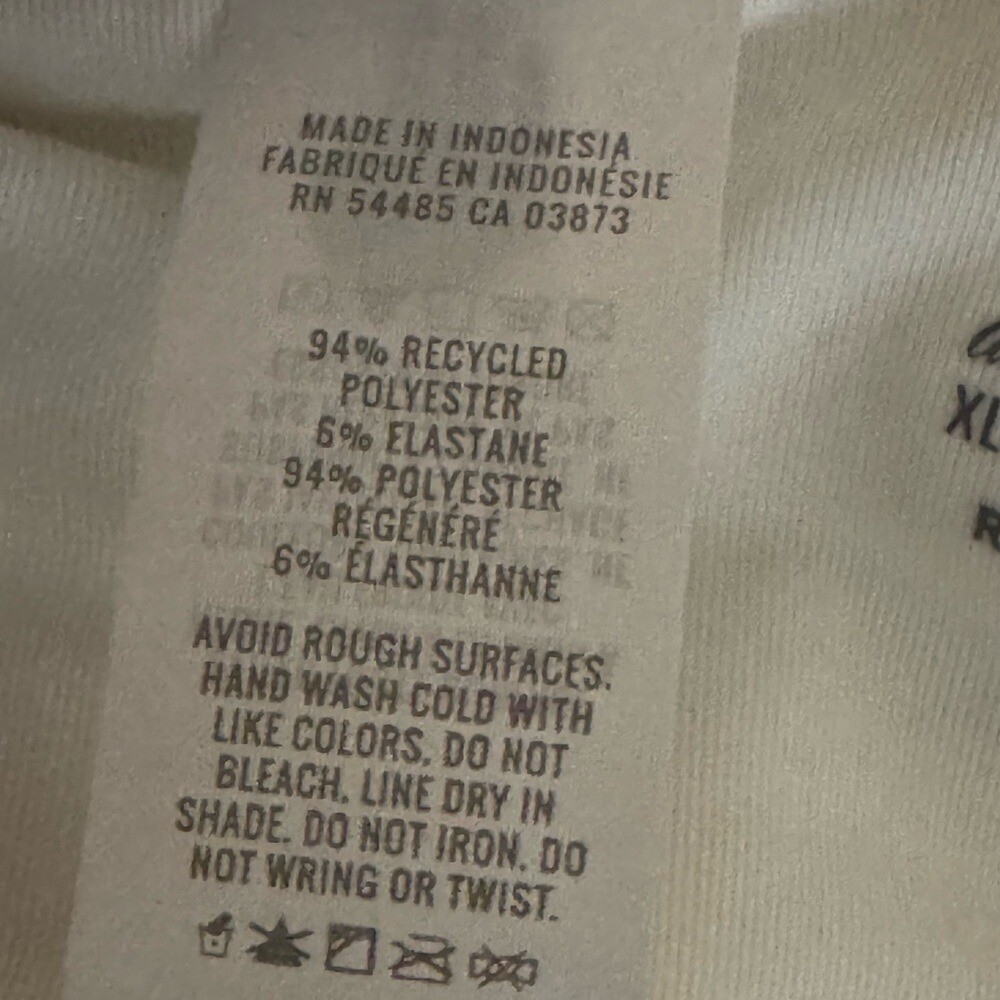 MADE IN INDONESIA
FABRIQUÉ EN INDONÉSIE
RN 54485 CA 03873
94% RECYCLED
POLYESTER
6% ELASTANE
94% POLYESTER
RÉGÉNÉRÉ
6% ÉLASTHANNE
AVOID ROUGH SURFACES.
HAND WASH COLD WITH
LIKE COLORS. DO NOT
BLEACH. LINE DRY IN
SHADE. DO NOT IRON. DO
NOT WRING OR TWIST.
XL